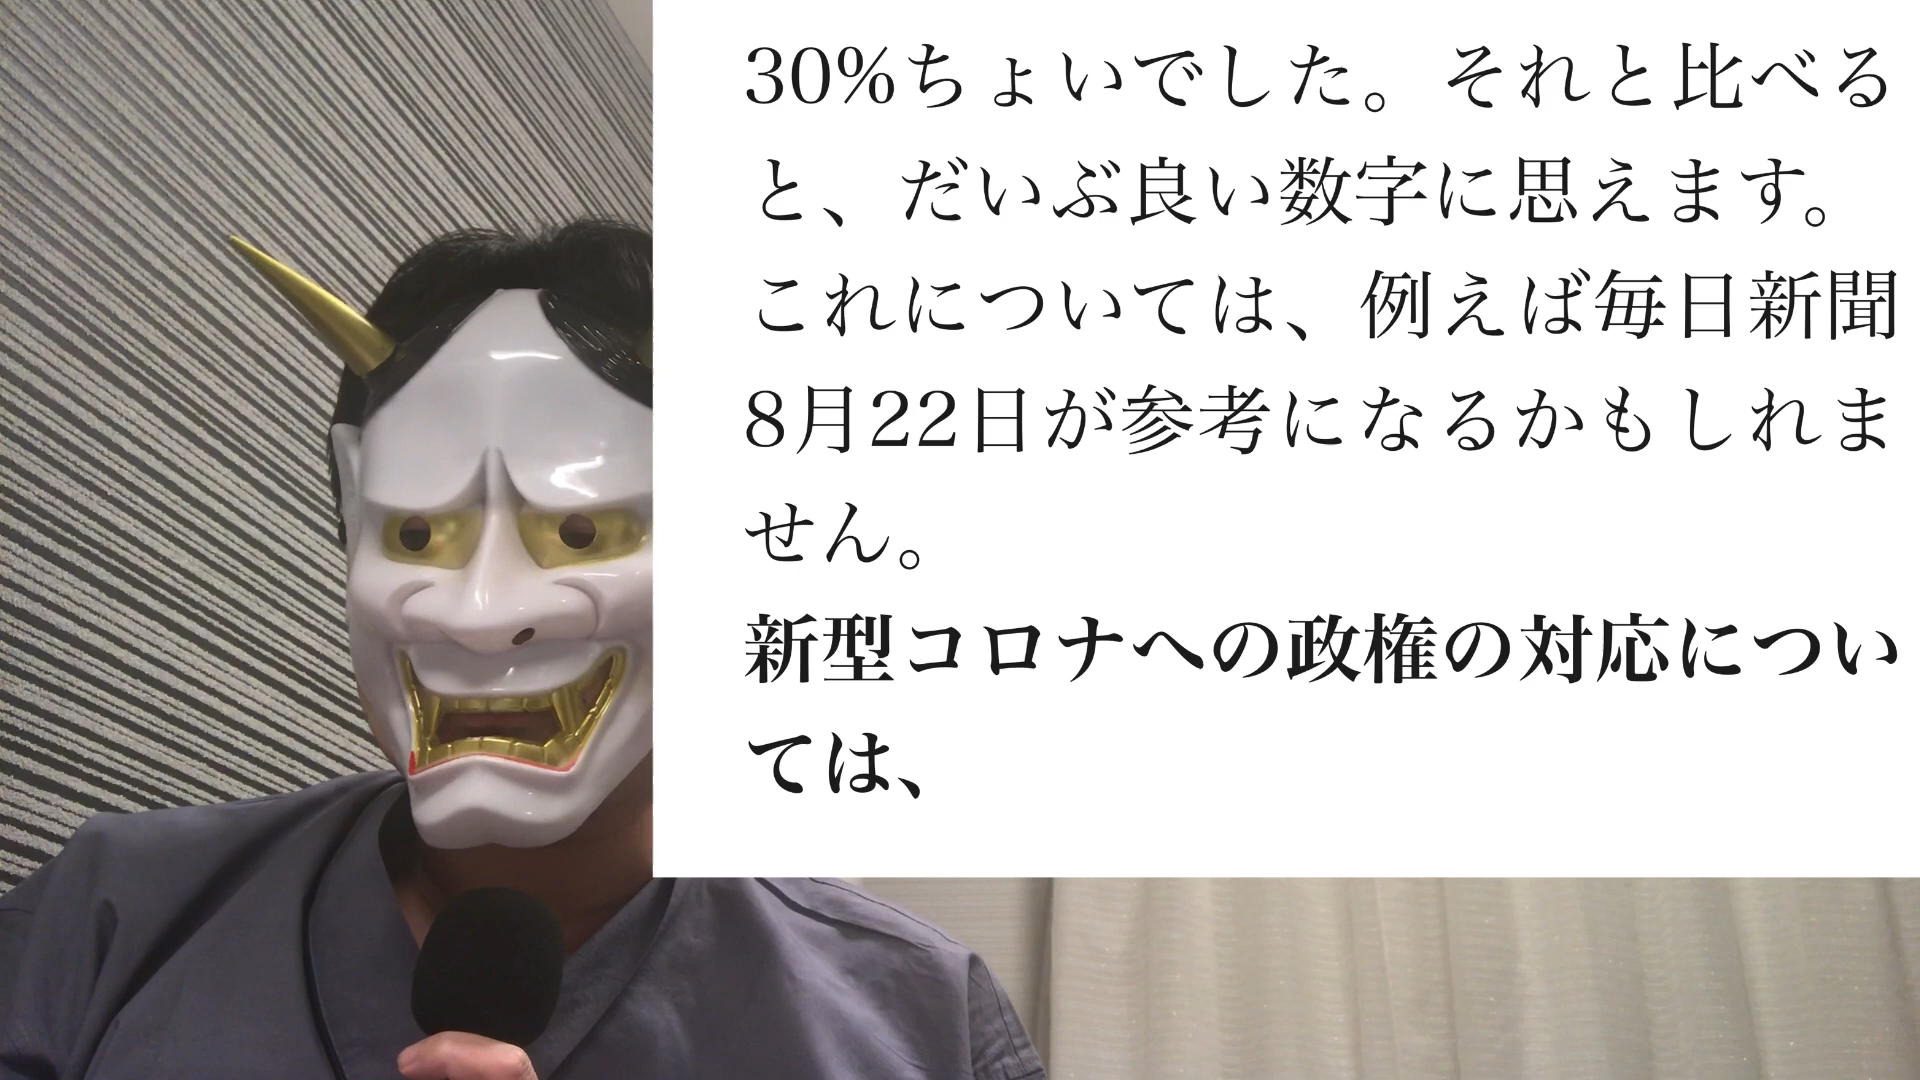 30%ちょいでした。それと比べる
と、だいぶ良い数字に思えます。
これについては、例えば毎日新聞
8月22日が参考になるかもしれま
せん。
新型コロナへの政権の対応につい
ては、